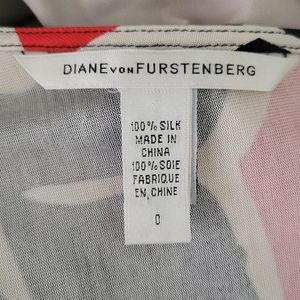 DIANE VON FURSTENBERG
100% SILK
MADE IN
CHINA
100% SOIE
FABRIQUE
EN CHINE
0